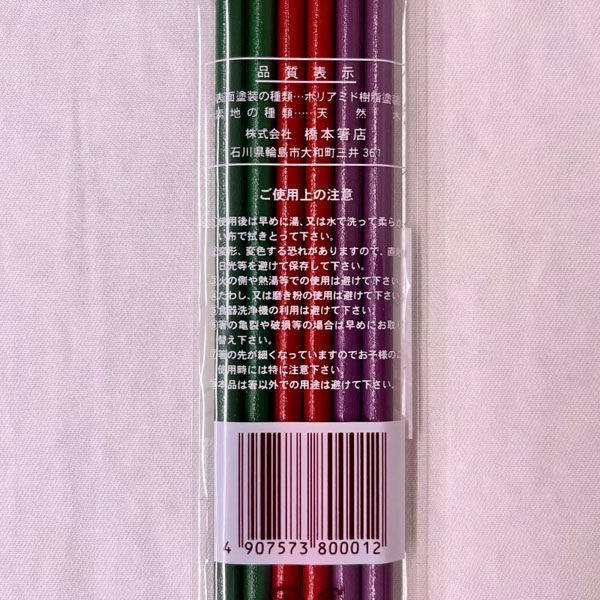 品質表示
表面塗装の種類…ポリアミド樹脂塗装
素地の種類……天然木
株式会社 橋本箸店
石川県輪島市大和町三井361
ご使用上の注意
使用後は早めに湯、又は水で洗って柔らか
い布で拭きとって下さい。
変形、変色する恐れがありますので、直射
日光等を避けて保存して下さい。
火の側や熱湯等での使用は避けて下さい。
たわし、又は磨き粉の使用は避けて下さい。
食器洗浄機の利用は避けて下さい。
箸の亀裂や破損等の場合は早めにお取り
替え下さい。
箸の先が細くなっていますのでお子様のご
使用時には特に注意下さい。
本品は箸以外での用途は避けて下さい。
4 907573 800012